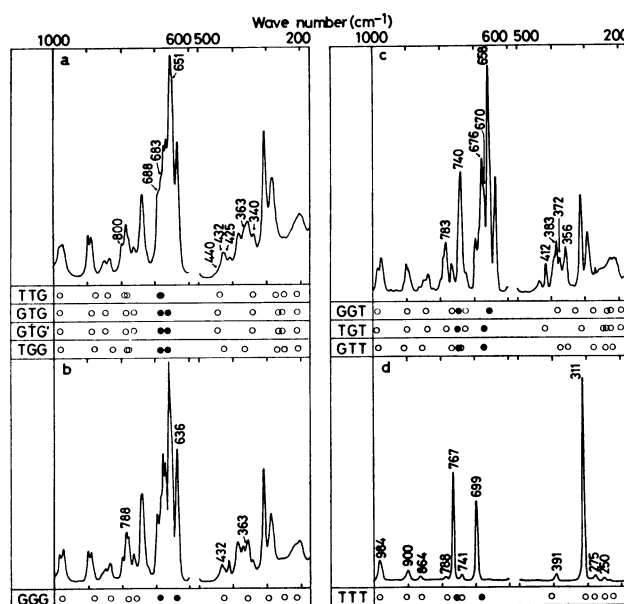 Wave number (cm⁻¹)
1000 800 600 500 200
1000 800 600 500 200
a
651
683
688
800
440
432
425
363
340
TTG
GTG
GTG'
TGG
b
636
788
432
363
GGG
c
658
670
676
740
783
412
383
372
356
GGT
TGT
GTT
d
311
767
699
984
900
864
788
741
391
275
250
TTT